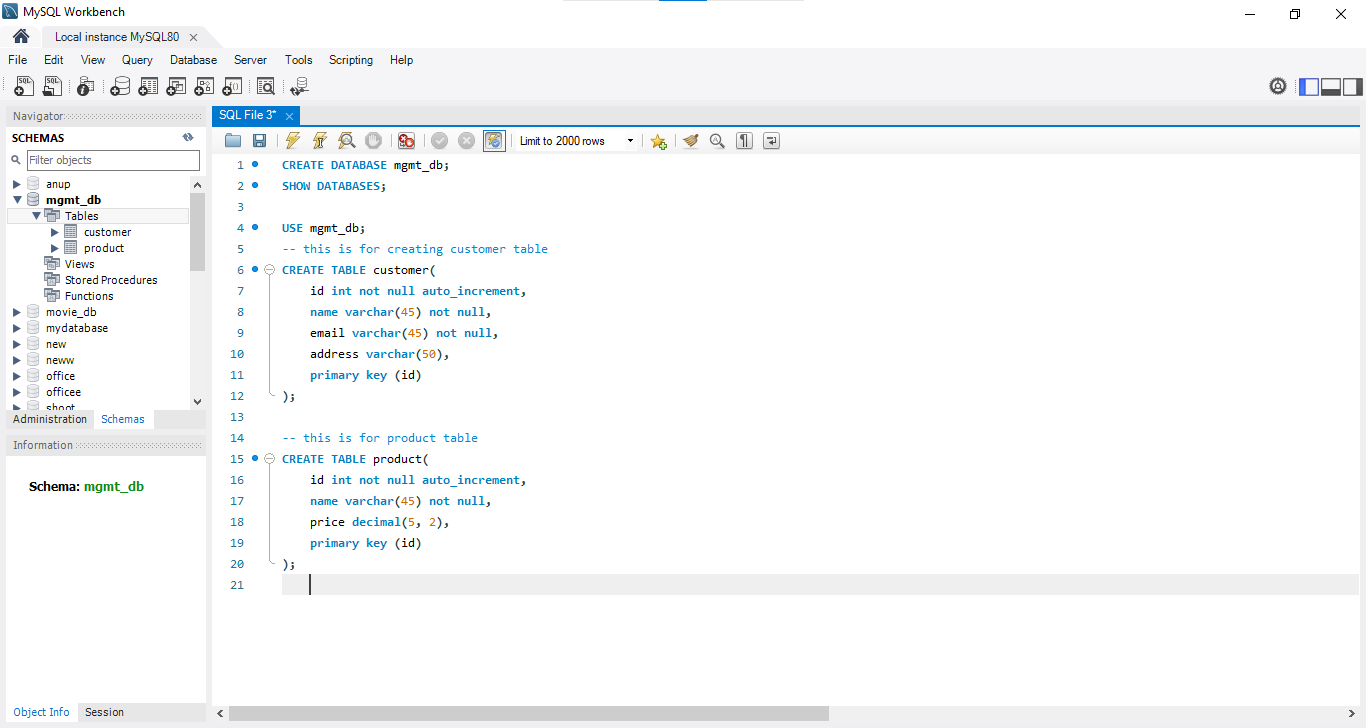 MySQL Workbench
Local instance MySQL80
File Edit View Query Database Server Tools Scripting Help
Navigator
SCHEMAS
Filter objects
anup
mgmt_db
Tables
customer
product
Views
Stored Procedures
Functions
movie_db
mydatabase
new
neww
office
officee
shoot
Administration Schemas
Information
Schema: mgmt_db
Object Info Session
SQL File 3*
Limit to 2000 rows
1 CREATE DATABASE mgmt_db;
2 SHOW DATABASES;
3
4 USE mgmt_db;
5 -- this is for creating customer table
6 CREATE TABLE customer(
7 id int not null auto_increment,
8 name varchar(45) not null,
9 email varchar(45) not null,
10 address varchar(50),
11 primary key (id)
12 );
13
14 -- this is for product table
15 CREATE TABLE product(
16 id int not null auto_increment,
17 name varchar(45) not null,
18 price decimal(5, 2),
19 primary key (id)
20 );
21